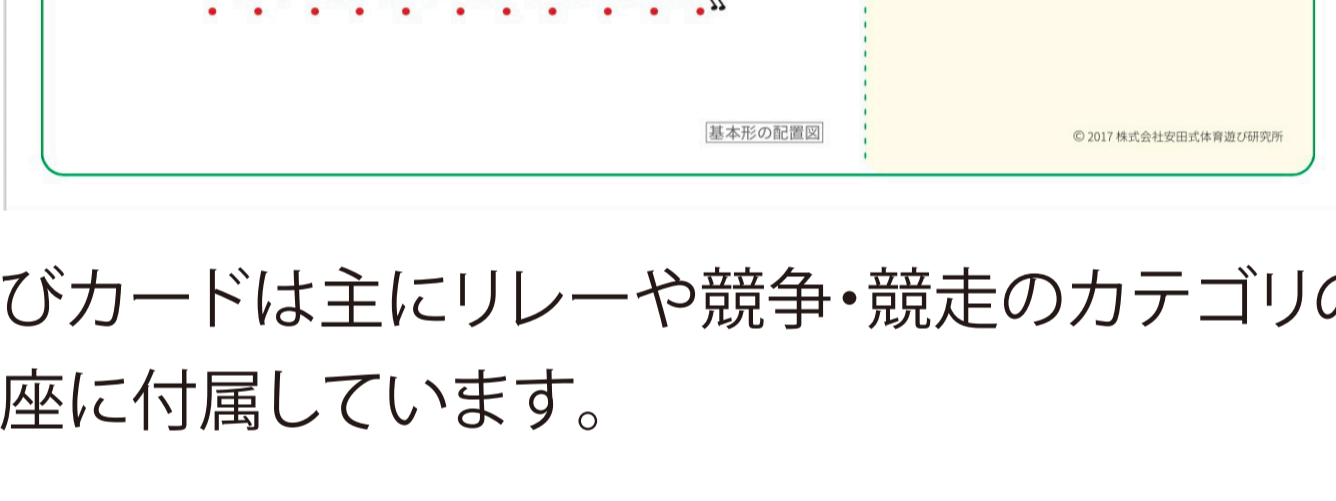 基本形の配置図
© 2017 株式会社安田式体育遊び研究所
びカードは主にリレーや競争・競走のカテゴリの
座に付属しています。